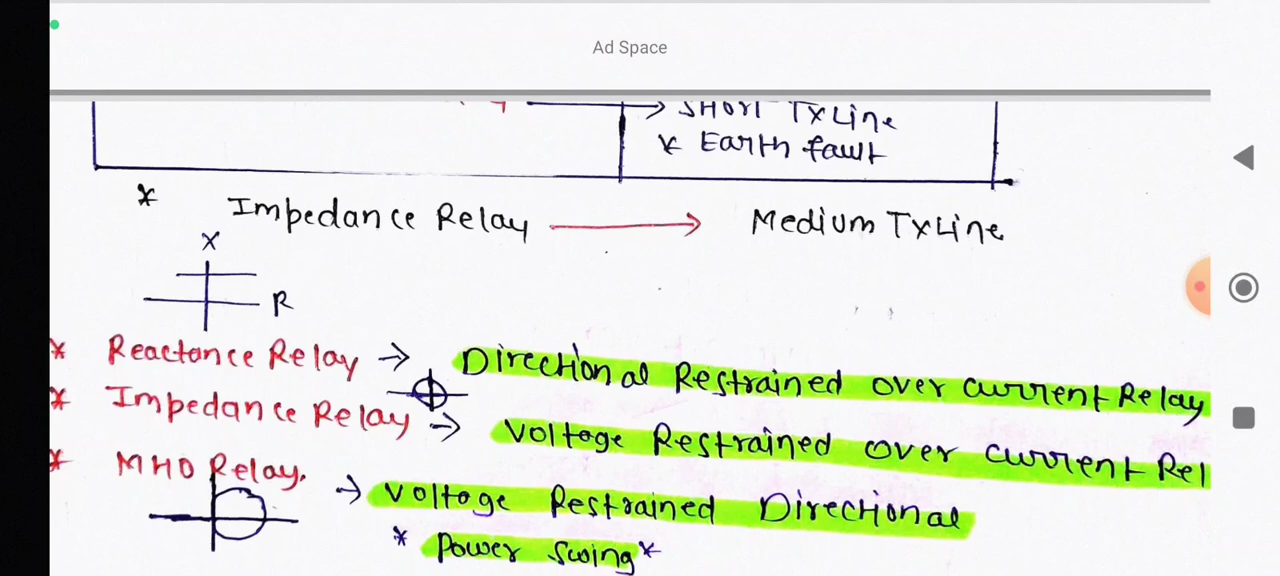 Ad Space
SHort TxLine
* Earth fault
* Impedance Relay → Medium TxLine
X
R
* Reactance Relay → Directional Restrained over current Relay
* Impedance Relay → Voltage Restrained over current Rel
* MHO Relay. → Voltage Restrained Directional
* Power Swing *